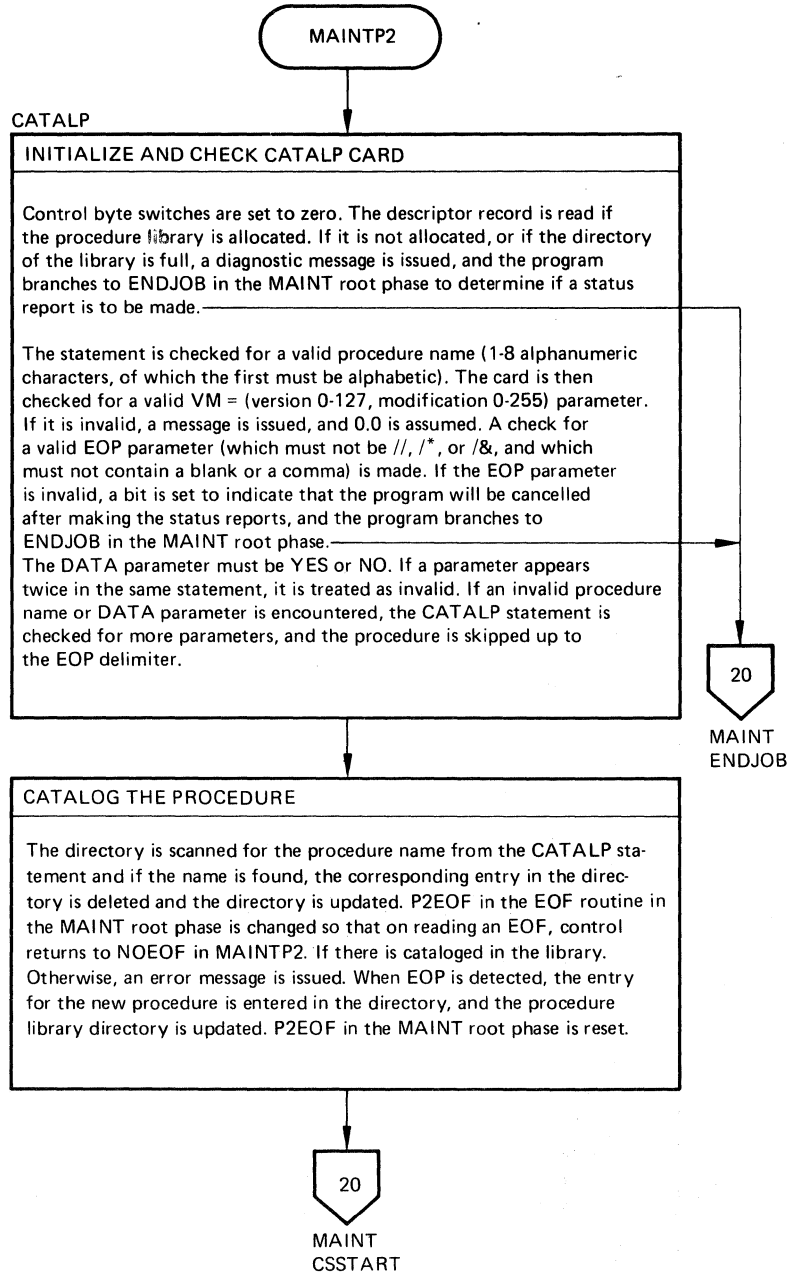 MAINTP2
CATALP
INITIALIZE AND CHECK CATALP CARD
Control byte switches are set to zero. The descriptor record is read if
the procedure library is allocated. If it is not allocated, or if the directory
of the library is full, a diagnostic message is issued, and the program
branches to ENDJOB in the MAINT root phase to determine if a status
report is to be made.
The statement is checked for a valid procedure name (1-8 alphanumeric
characters, of which the first must be alphabetic). The card is then
checked for a valid VM = (version 0-127, modification 0-255) parameter.
If it is invalid, a message is issued, and 0.0 is assumed. A check for
a valid EOP parameter (which must not be //, /*, or /&, and which
must not contain a blank or a comma) is made. If the EOP parameter
is invalid, a bit is set to indicate that the program will be cancelled
after making the status reports, and the program branches to
ENDJOB in the MAINT root phase.
The DATA parameter must be YES or NO. If a parameter appears
twice in the same statement, it is treated as invalid. If an invalid procedure
name or DATA parameter is encountered, the CATALP statement is
checked for more parameters, and the procedure is skipped up to
the EOP delimiter.
20
MAINT
ENDJOB
CATALOG THE PROCEDURE
The directory is scanned for the procedure name from the CATALP sta-
tement and if the name is found, the corresponding entry in the direc-
tory is deleted and the directory is updated. P2EOF in the EOF routine in
the MAINT root phase is changed so that on reading an EOF, control
returns to NOEOF in MAINTP2. If there is cataloged in the library.
Otherwise, an error message is issued. When EOP is detected, the entry
for the new procedure is entered in the directory, and the procedure
library directory is updated. P2EOF in the MAINT root phase is reset.
20
MAINT
CSSTART